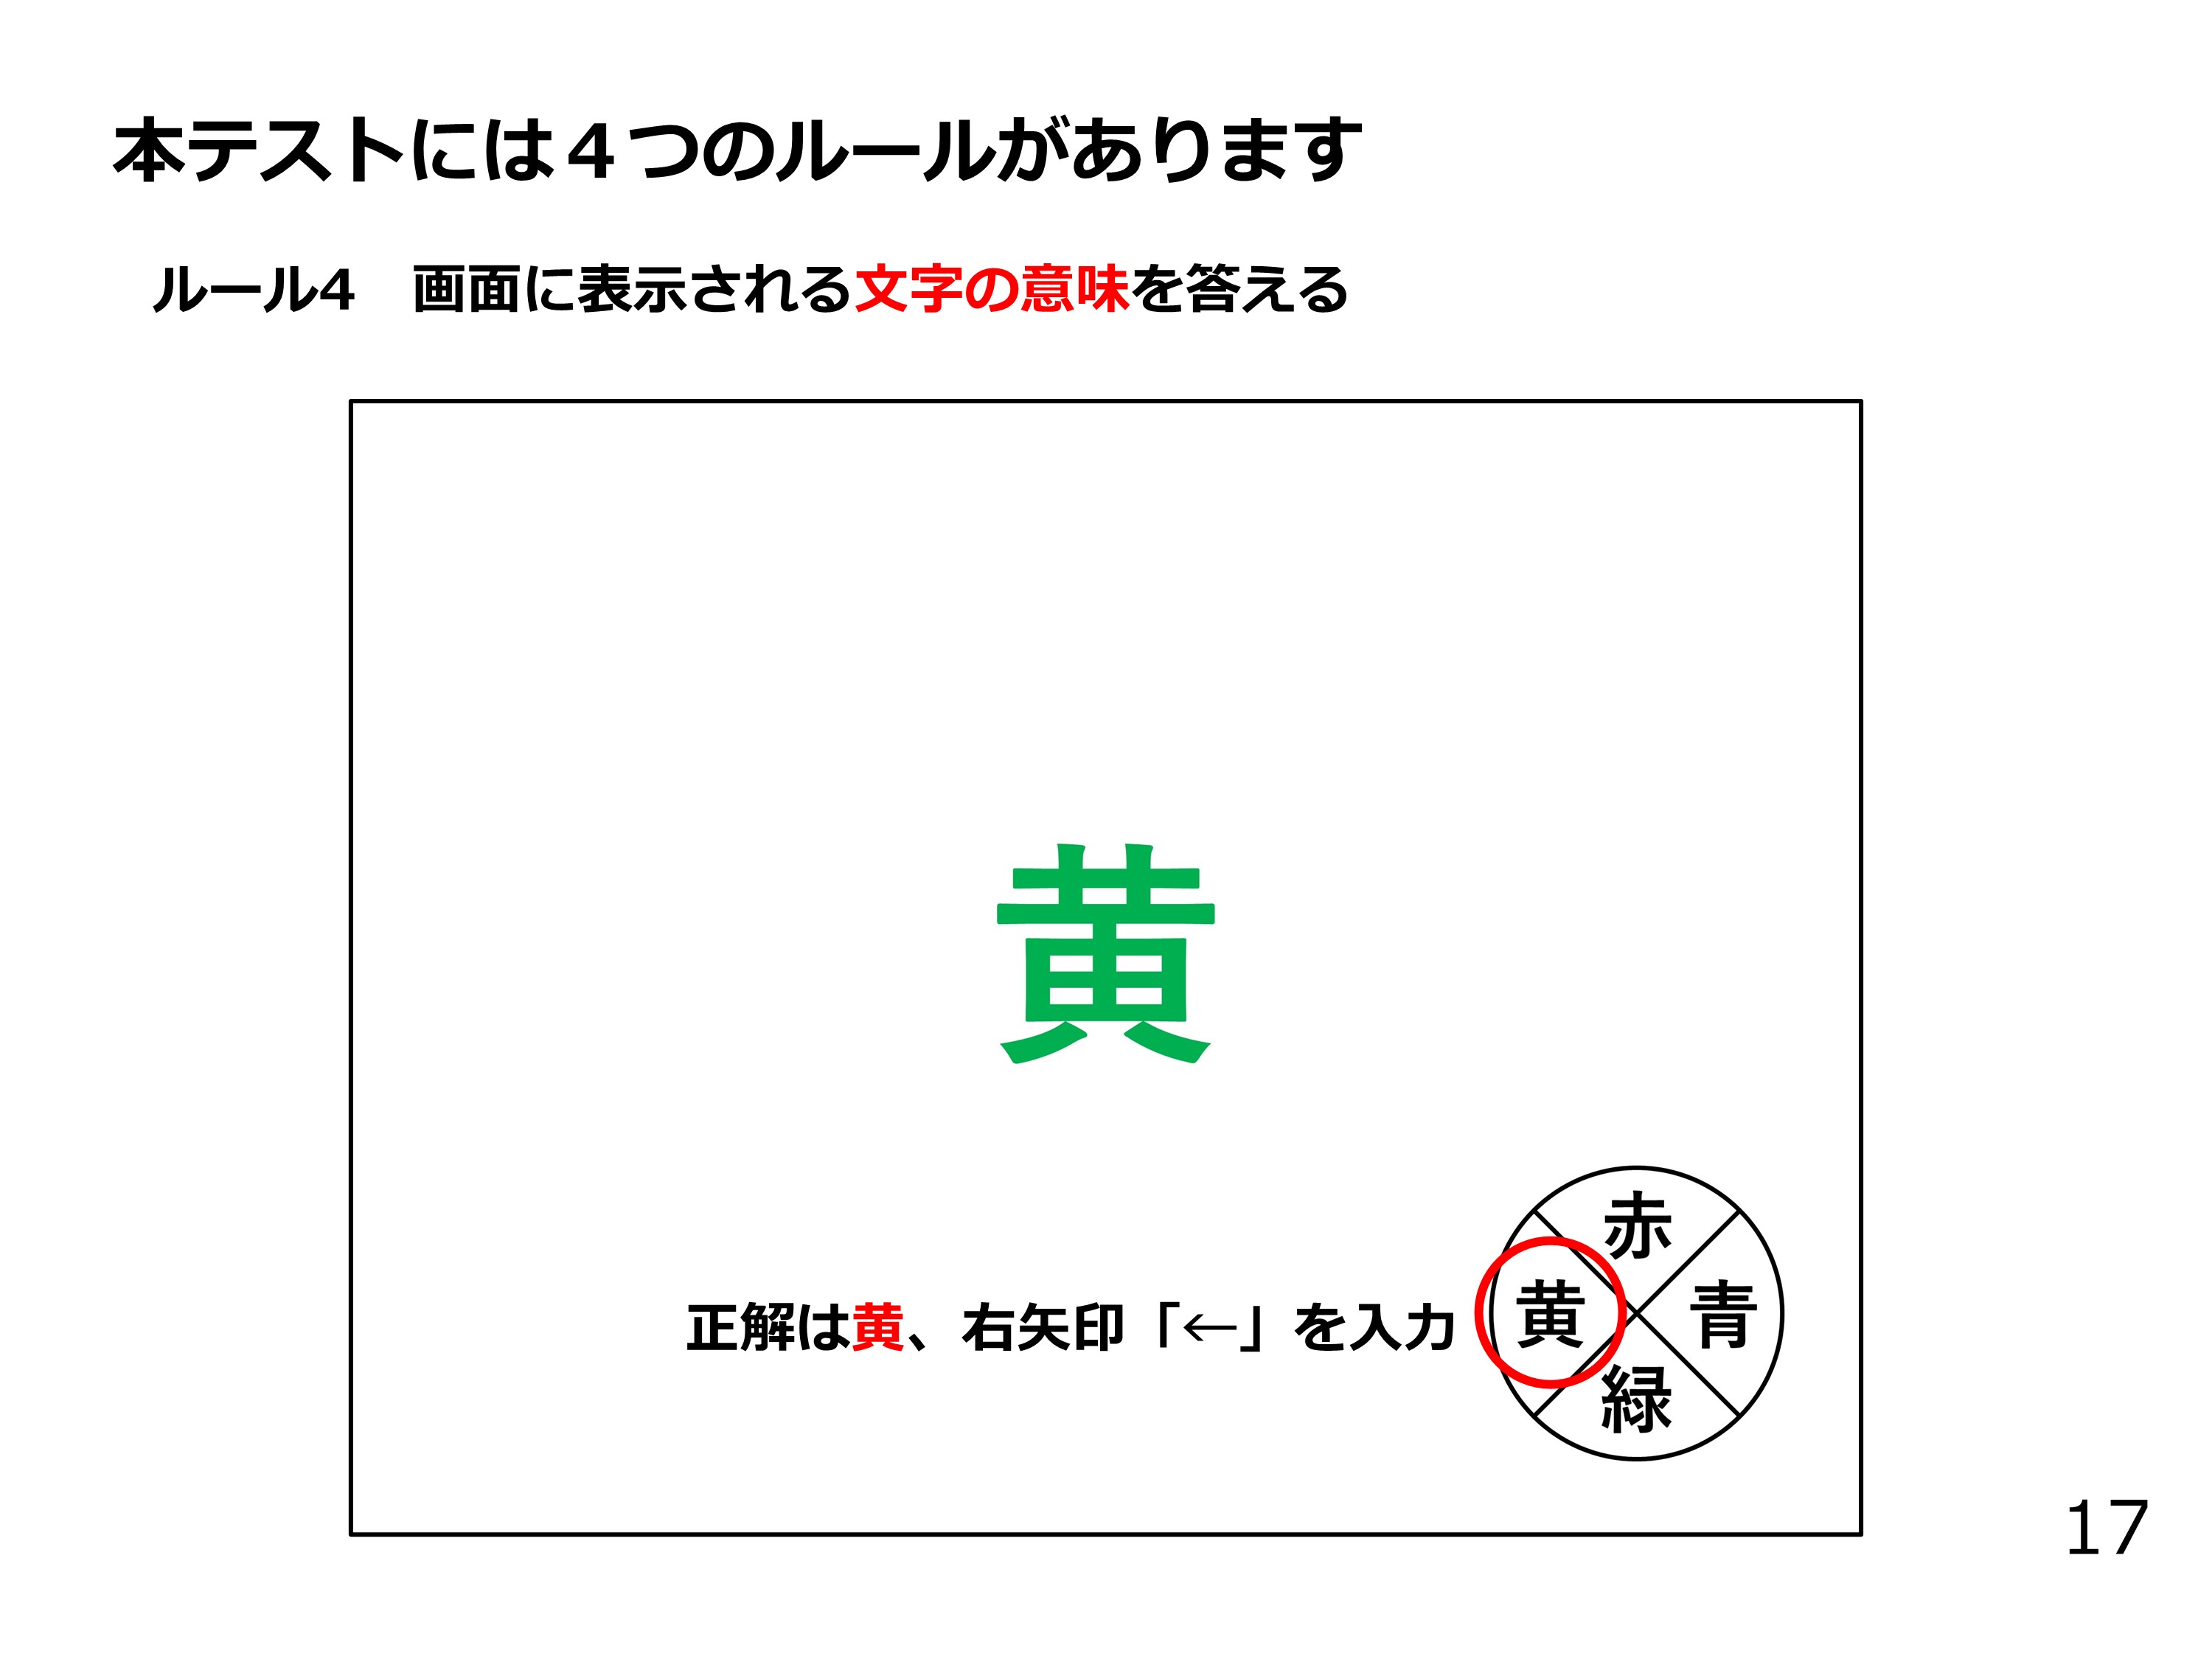 本テストには４つのルールがあります
ルール4　画面に表示される文字の意味を答える
黄
赤
黄 青
正解は黄、右矢印「←」を入力
緑
17